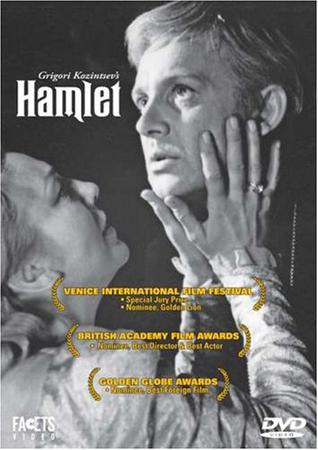 Grigori Kozintsev's
Hamlet
VENICE INTERNATIONAL FILM FESTIVAL
• Special Jury Prize
• Nominee, Golden Lion
BRITISH ACADEMY FILM AWARDS
• Nominee, Best Director & Best Actor
GOLDEN GLOBE AWARDS
• Nominee, Best Foreign Film
FACETS
VIDEO
DVD
VIDEO